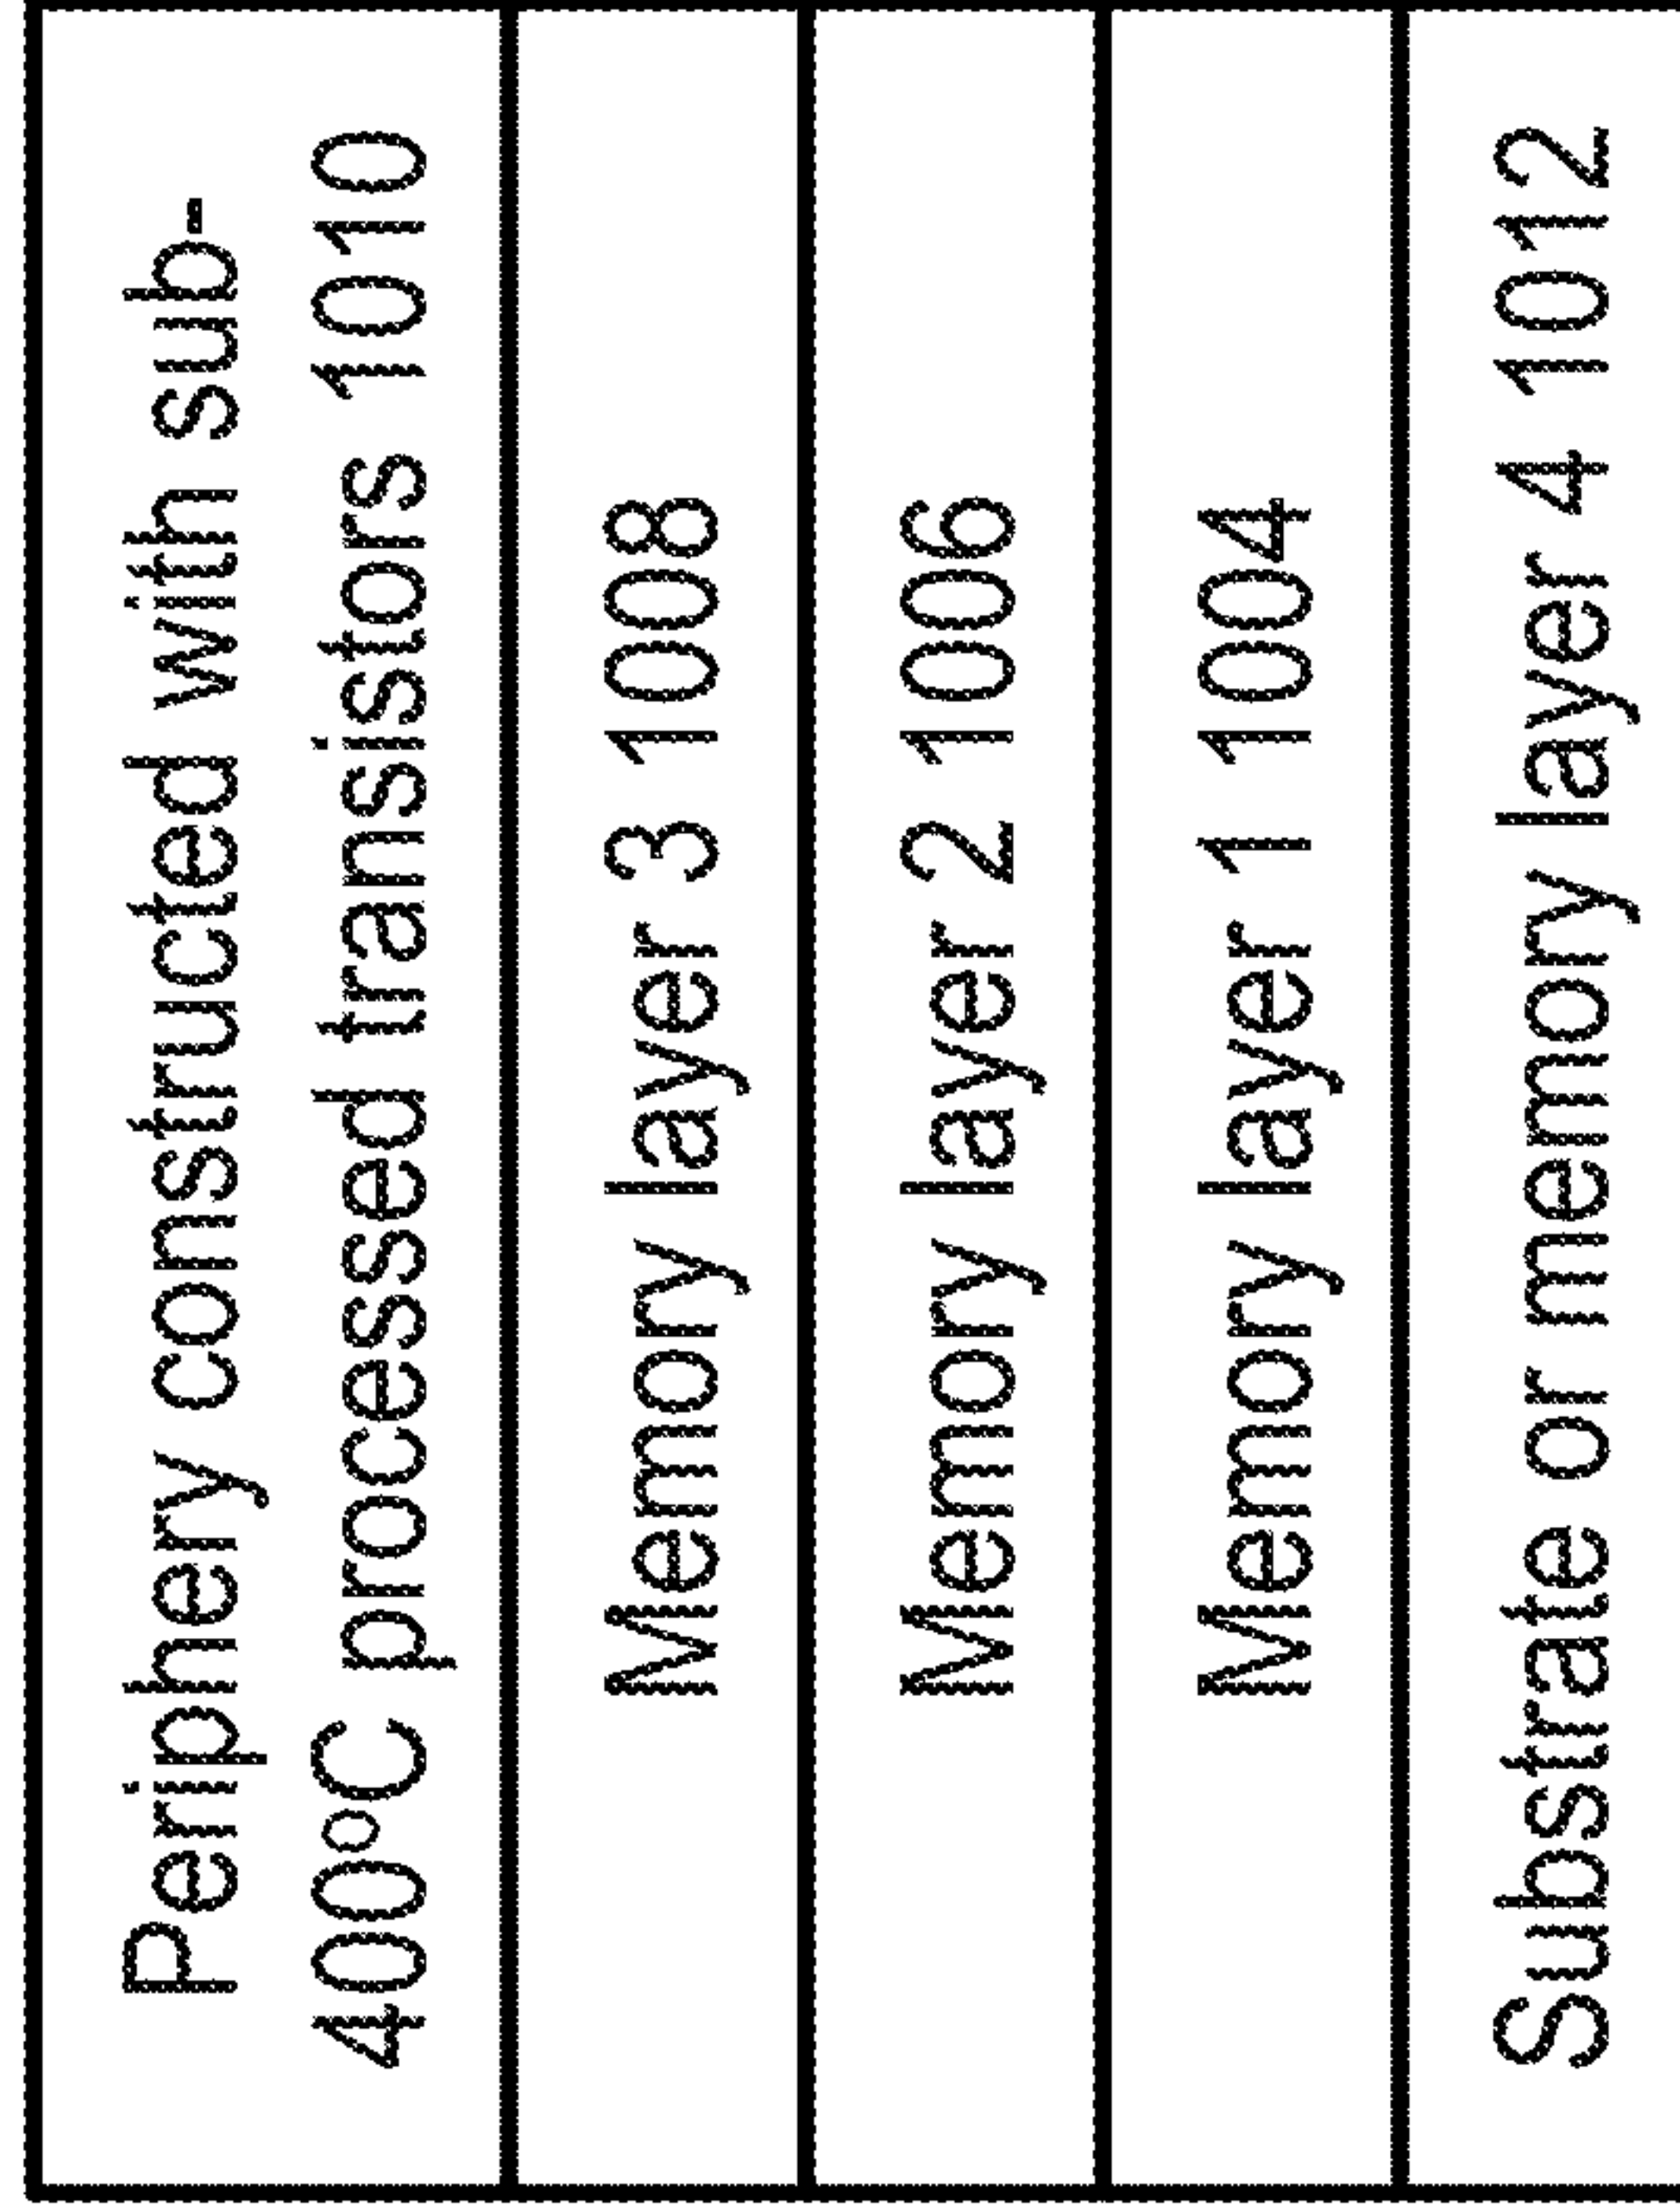 Periphery constructed with sub-
400ºC processed transistors 1010
Memory layer 3 1008
Memory layer 2 1006
Memory layer 1 1004
Substrate or memory layer 4 1012